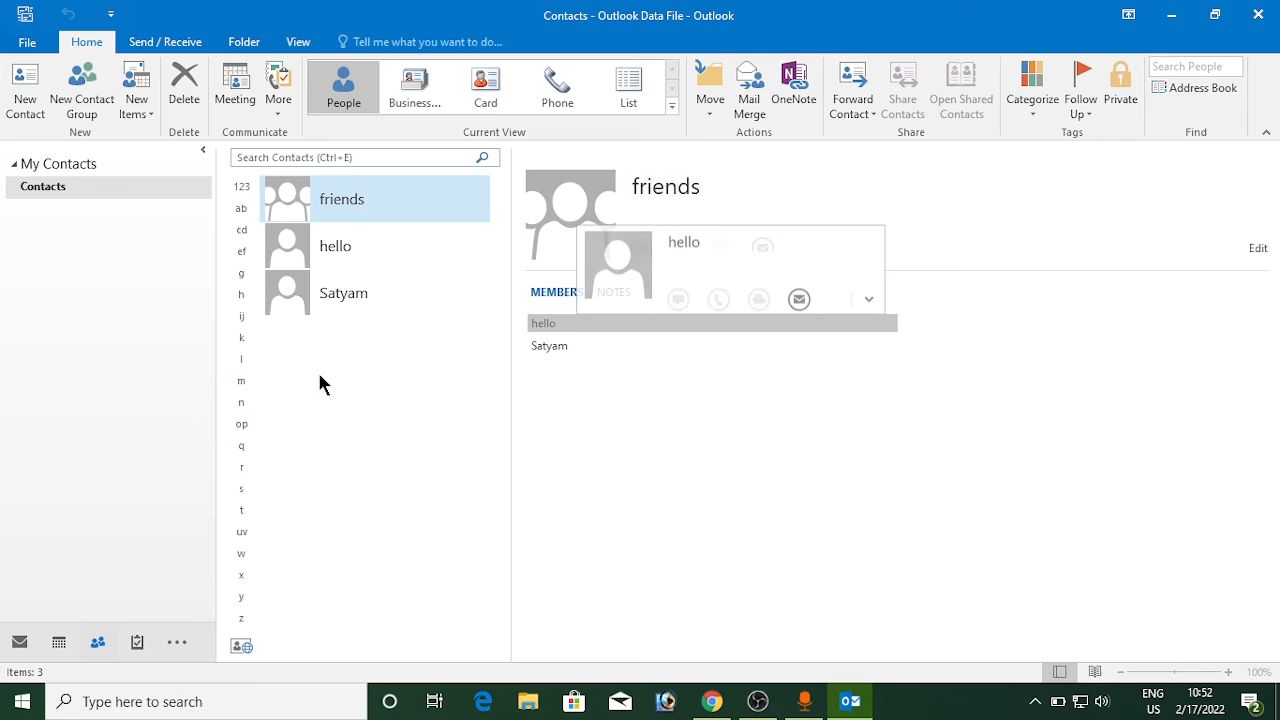 Contacts - Outlook Data File - Outlook
File Home Send / Receive Folder View Tell me what you want to do...
New Contact
New Contact Group
New Items
Delete
Meeting
More
People
Business...
Card
Phone
List
Move
Mail Merge
OneNote
Forward Contact
Share Contacts
Open Shared Contacts
Categorize
Follow Up
Private
Search People
Address Book
New Delete Communicate Current View Actions Share Tags Find
My Contacts
Contacts
Search Contacts (Ctrl+E)
123
ab
cd
ef
g
h
ij
k
l
m
n
op
q
r
s
t
uv
w
x
y
z
friends
hello
Satyam
friends
Edit
hello
MEMBERS NOTES
hello
Satyam
Items: 3
100%
Type here to search
ENG
US
10:52
2/17/2022
2